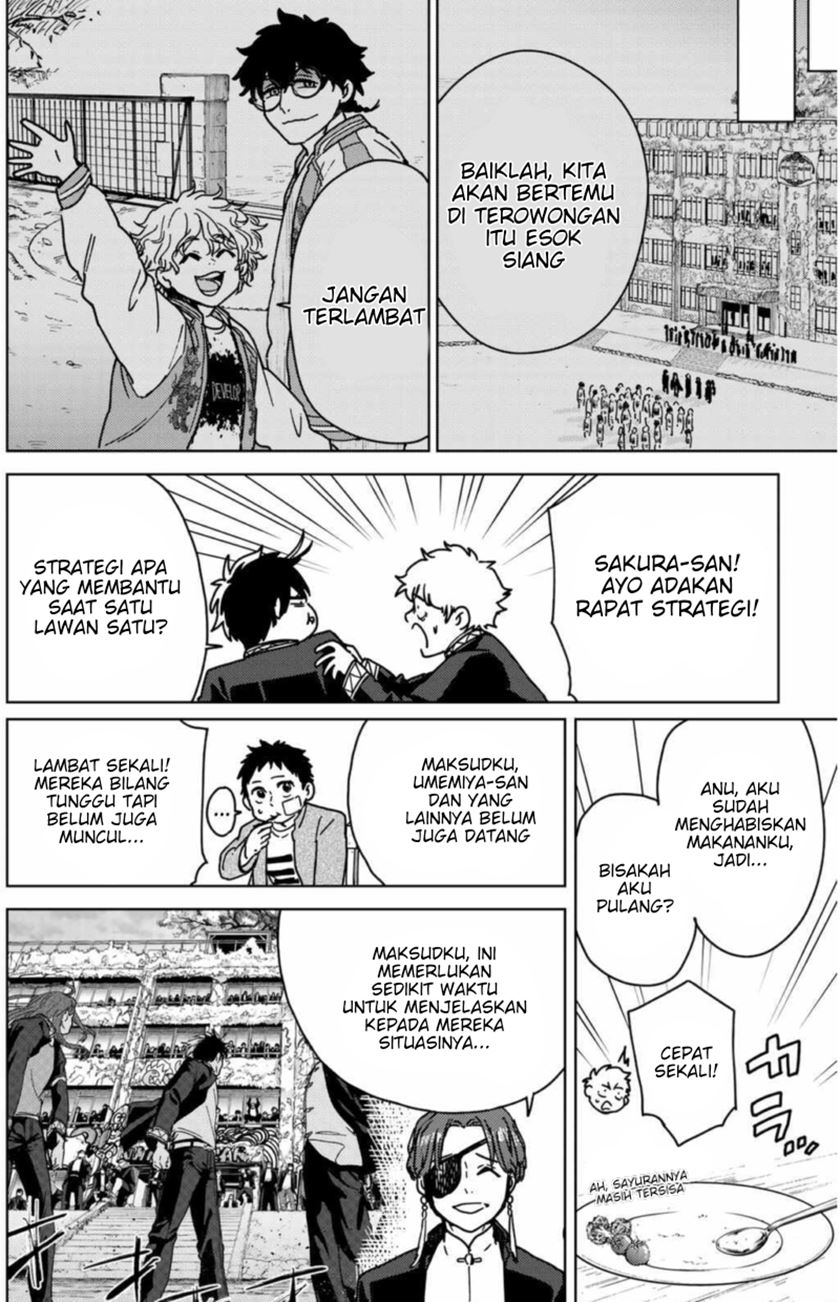 BAIKLAH, KITA
AKAN BERTEMU
DI TEROWONGAN
ITU ESOK
SIANG
JANGAN
TERLAMBAT
DEVELOP
SAKURA-SAN!
AYO ADAKAN
RAPAT STRATEGI!
STRATEGI APA
YANG MEMBANTU
SAAT SATU
LAWAN SATU?
ANU, AKU
SUDAH
MENGHABISKAN
MAKANANKU,
JADI...
BISAKAH
AKU
PULANG?
CEPAT
SEKALI!
カラ
AH, SAYURANNYA
MASIH TERSISA
MAKSUDKU,
UMEMIYA-SAN
DAN YANG
LAINNYA BELUM
JUGA DATANG
...
LAMBAT SEKALI!
MEREKA BILANG
TUNGGU TAPI
BELUM JUGA
MUNCUL...
MAKSUDKU, INI
MEMERLUKAN
SEDIKIT WAKTU
UNTUK MENJELASKAN
KEPADA MEREKA
SITUASINYA...